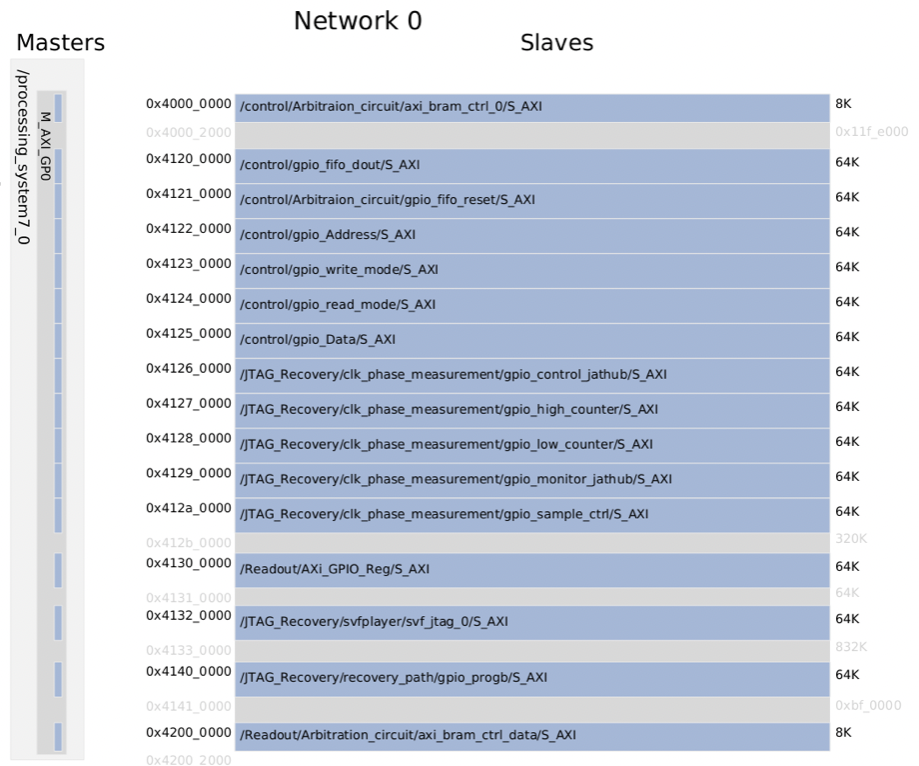 Network 0
Masters
Slaves
/processing_system7_0
M_AXI_GP0
0x4000_0000 /control/Arbitraion_circuit/axi_bram_ctrl_0/S_AXI 8K
0x4000_2000 0x11f_e000
0x4120_0000 /control/gpio_fifo_dout/S_AXI 64K
0x4121_0000 /control/Arbitraion_circuit/gpio_fifo_reset/S_AXI 64K
0x4122_0000 /control/gpio_Address/S_AXI 64K
0x4123_0000 /control/gpio_write_mode/S_AXI 64K
0x4124_0000 /control/gpio_read_mode/S_AXI 64K
0x4125_0000 /control/gpio_Data/S_AXI 64K
0x4126_0000 /JTAG_Recovery/clk_phase_measurement/gpio_control_jathub/S_AXI 64K
0x4127_0000 /JTAG_Recovery/clk_phase_measurement/gpio_high_counter/S_AXI 64K
0x4128_0000 /JTAG_Recovery/clk_phase_measurement/gpio_low_counter/S_AXI 64K
0x4129_0000 /JTAG_Recovery/clk_phase_measurement/gpio_monitor_jathub/S_AXI 64K
0x412a_0000 /JTAG_Recovery/clk_phase_measurement/gpio_sample_ctrl/S_AXI 64K
0x412b_0000 320K
0x4130_0000 /Readout/AXi_GPIO_Reg/S_AXI 64K
0x4131_0000 64K
0x4132_0000 /JTAG_Recovery/svfplayer/svf_jtag_0/S_AXI 64K
0x4133_0000 832K
0x4140_0000 /JTAG_Recovery/recovery_path/gpio_progb/S_AXI 64K
0x4141_0000 0xbf_0000
0x4200_0000 /Readout/Arbitration_circuit/axi_bram_ctrl_data/S_AXI 8K
0x4200_2000